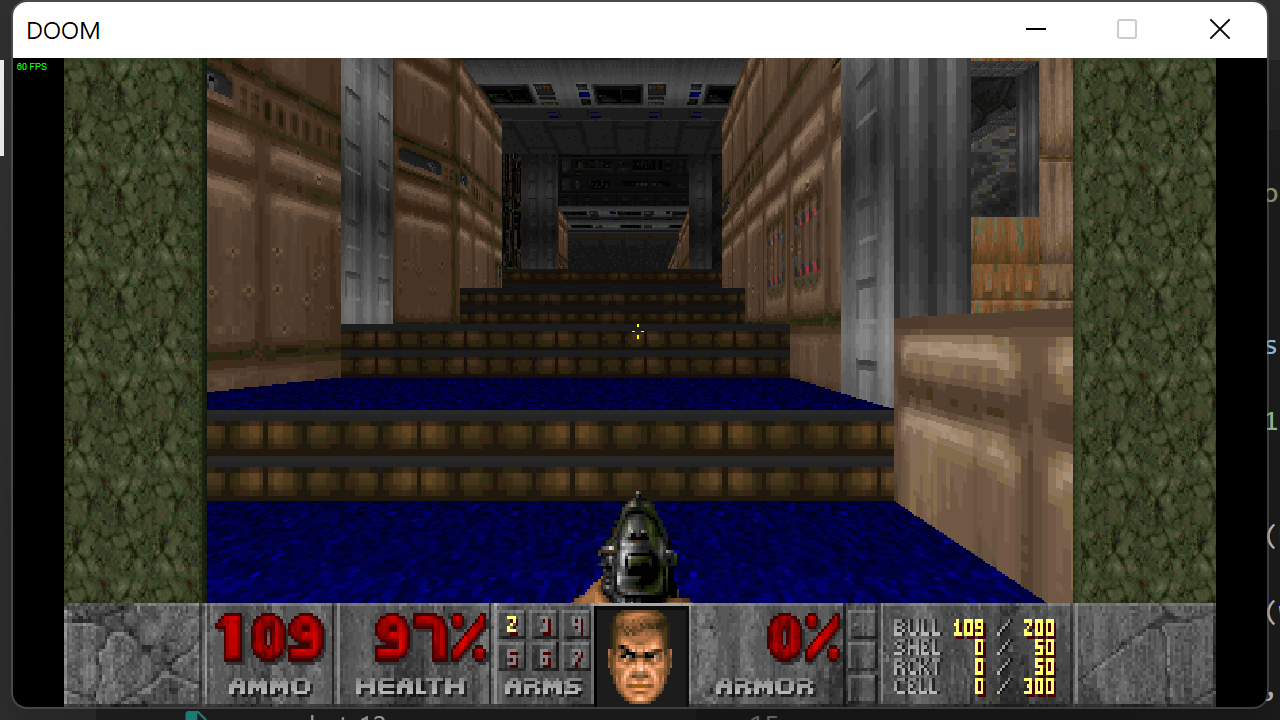 DOOM
60 FPS
109
AMMO
97%
HEALTH
2 3 4
5 6 7
ARMS
0%
ARMOR
BULL 109 / 200
SHEL 0 / 50
RCKT 0 / 50
CELL 0 / 300